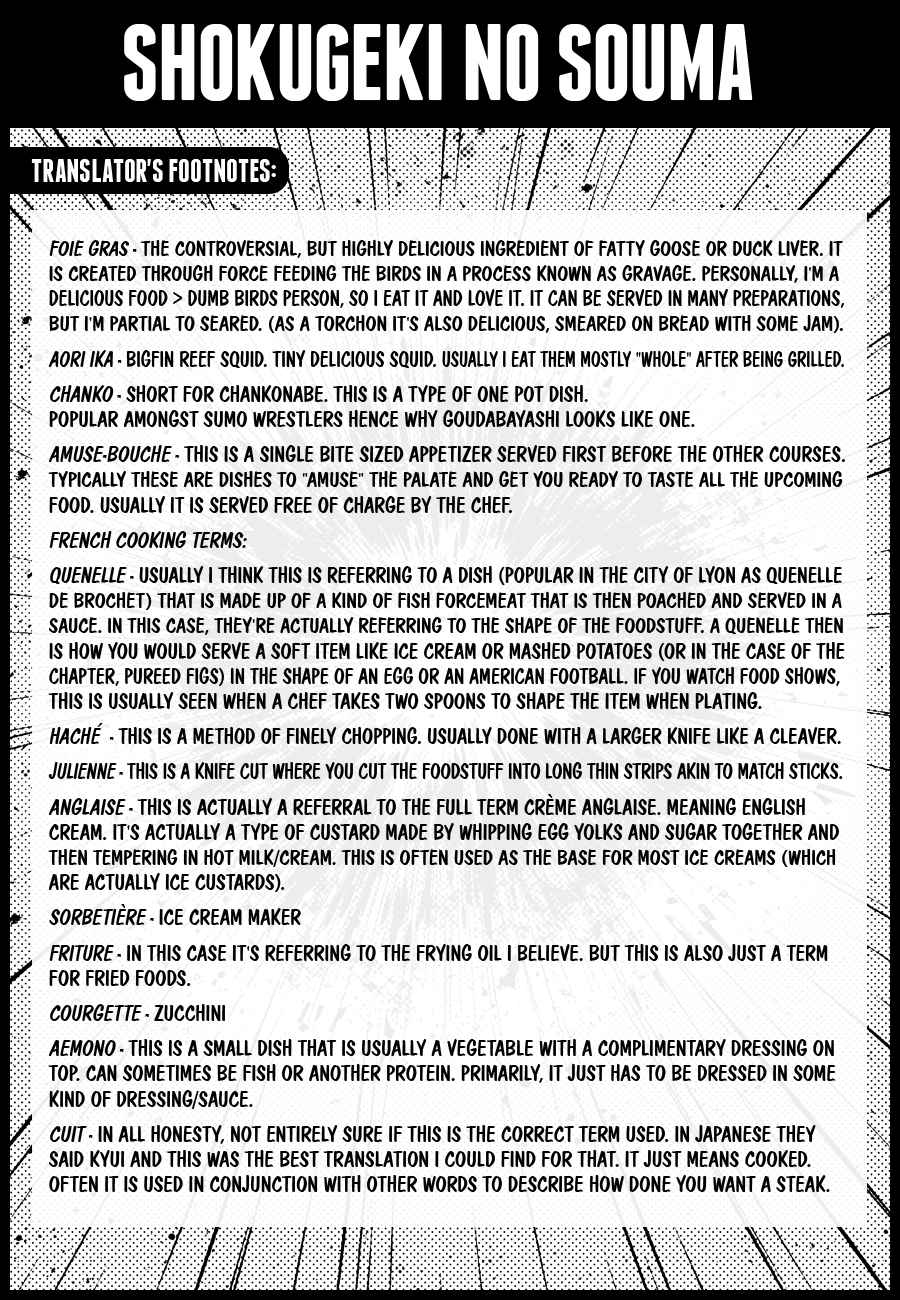 SHOKUGEKI NO SOUMA
TRANSLATOR'S FOOTNOTES:
FOIE GRAS - THE CONTROVERSIAL, BUT HIGHLY DELICIOUS INGREDIENT OF FATTY GOOSE OR DUCK LIVER. IT
IS CREATED THROUGH FORCE FEEDING THE BIRDS IN A PROCESS KNOWN AS GRAVAGE. PERSONALLY, I'M A
DELICIOUS FOOD > DUMB BIRDS PERSON, SO I EAT IT AND LOVE IT. IT CAN BE SERVED IN MANY PREPARATIONS,
BUT I'M PARTIAL TO SEARED. (AS A TORCHON IT'S ALSO DELICIOUS, SMEARED ON BREAD WITH SOME JAM).
AORI IKA - BIGFIN REEF SQUID. TINY DELICIOUS SQUID. USUALLY I EAT THEM MOSTLY "WHOLE" AFTER BEING GRILLED.
CHANKO - SHORT FOR CHANKONABE. THIS IS A TYPE OF ONE POT DISH.
POPULAR AMONGST SUMO WRESTLERS HENCE WHY GOUDABAYASHI LOOKS LIKE ONE.
AMUSE-BOUCHE - THIS IS A SINGLE BITE SIZED APPETIZER SERVED FIRST BEFORE THE OTHER COURSES.
TYPICALLY THESE ARE DISHES TO "AMUSE" THE PALATE AND GET YOU READY TO TASTE ALL THE UPCOMING
FOOD. USUALLY IT IS SERVED FREE OF CHARGE BY THE CHEF.
FRENCH COOKING TERMS:
QUENELLE - USUALLY I THINK THIS IS REFERRING TO A DISH (POPULAR IN THE CITY OF LYON AS QUENELLE
DE BROCHET) THAT IS MADE UP OF A KIND OF FISH FORCEMEAT THAT IS THEN POACHED AND SERVED IN A
SAUCE. IN THIS CASE, THEY'RE ACTUALLY REFERRING TO THE SHAPE OF THE FOODSTUFF. A QUENELLE THEN
IS HOW YOU WOULD SERVE A SOFT ITEM LIKE ICE CREAM OR MASHED POTATOES (OR IN THE CASE OF THE
CHAPTER, PUREED FIGS) IN THE SHAPE OF AN EGG OR AN AMERICAN FOOTBALL. IF YOU WATCH FOOD SHOWS,
THIS IS USUALLY SEEN WHEN A CHEF TAKES TWO SPOONS TO SHAPE THE ITEM WHEN PLATING.
HACHÉ - THIS IS A METHOD OF FINELY CHOPPING. USUALLY DONE WITH A LARGER KNIFE LIKE A CLEAVER.
JULIENNE - THIS IS A KNIFE CUT WHERE YOU CUT THE FOODSTUFF INTO LONG THIN STRIPS AKIN TO MATCH STICKS.
ANGLAISE - THIS IS ACTUALLY A REFERRAL TO THE FULL TERM CRÈME ANGLAISE. MEANING ENGLISH
CREAM. IT'S ACTUALLY A TYPE OF CUSTARD MADE BY WHIPPING EGG YOLKS AND SUGAR TOGETHER AND
THEN TEMPERING IN HOT MILK/CREAM. THIS IS OFTEN USED AS THE BASE FOR MOST ICE CREAMS (WHICH
ARE ACTUALLY ICE CUSTARDS).
SORBETIÈRE - ICE CREAM MAKER
FRITURE - IN THIS CASE IT'S REFERRING TO THE FRYING OIL I BELIEVE. BUT THIS IS ALSO JUST A TERM
FOR FRIED FOODS.
COURGETTE - ZUCCHINI
AEMONO - THIS IS A SMALL DISH THAT IS USUALLY A VEGETABLE WITH A COMPLIMENTARY DRESSING ON
TOP. CAN SOMETIMES BE FISH OR ANOTHER PROTEIN. PRIMARILY, IT JUST HAS TO BE DRESSED IN SOME
KIND OF DRESSING/SAUCE.
CUIT - IN ALL HONESTY, NOT ENTIRELY SURE IF THIS IS THE CORRECT TERM USED. IN JAPANESE THEY
SAID KYUI AND THIS WAS THE BEST TRANSLATION I COULD FIND FOR THAT. IT JUST MEANS COOKED.
OFTEN IT IS USED IN CONJUNCTION WITH OTHER WORDS TO DESCRIBE HOW DONE YOU WANT A STEAK.